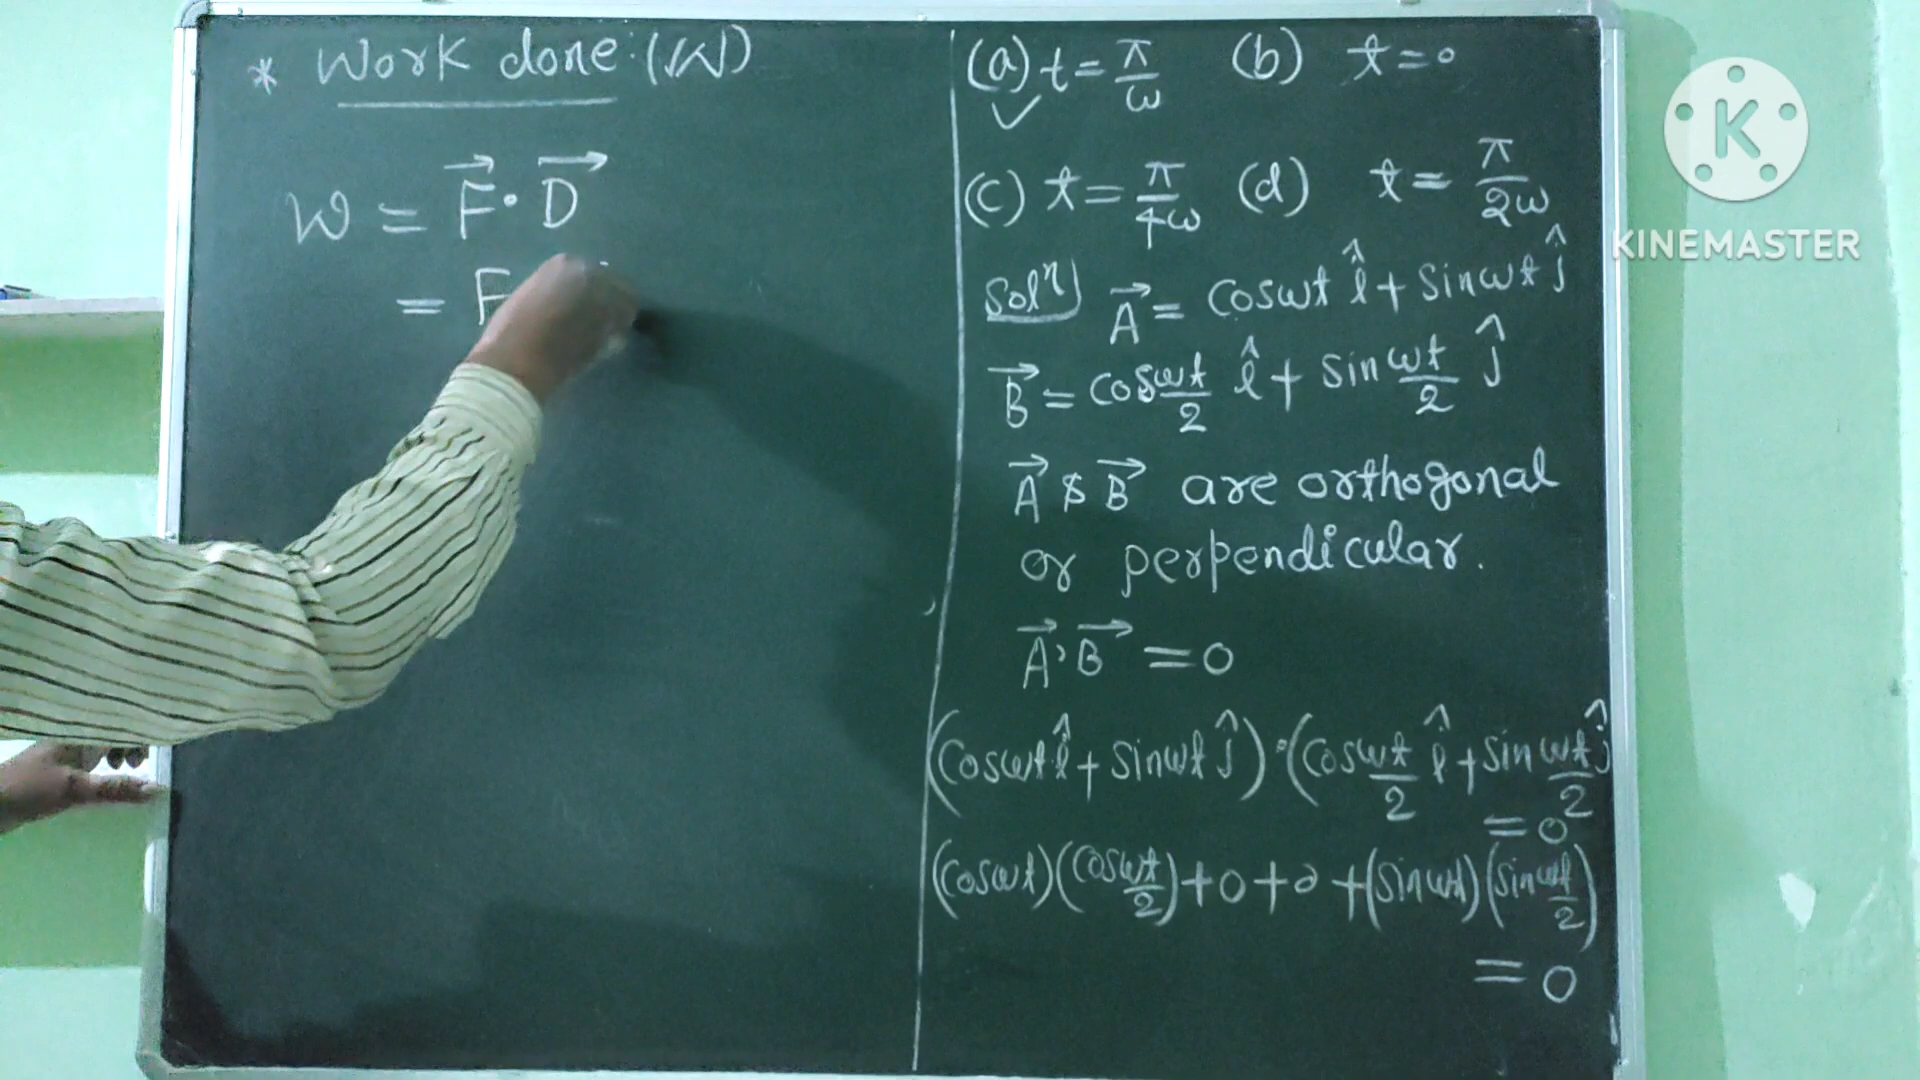 * Work done: (W)
W = F⃗ · D⃗
= F
(a) t = π/ω (b) t = 0
✓
(c) t = π/4ω (d) t = π/2ω
Solⁿ) A⃗ = cosωt î + sinωt ĵ
B⃗ = cos ωt/2 î + sin ωt/2 ĵ
A⃗ & B⃗ are orthogonal
or perpendicular.
A⃗ · B⃗ = 0
(cosωt î + sinωt ĵ) · (cos ωt/2 î + sin ωt/2 ĵ
= 0
(cosωt)(cos ωt/2) + 0 + 0 + (sinωt)(sin ωt/2)
= 0
K
KINEMASTER